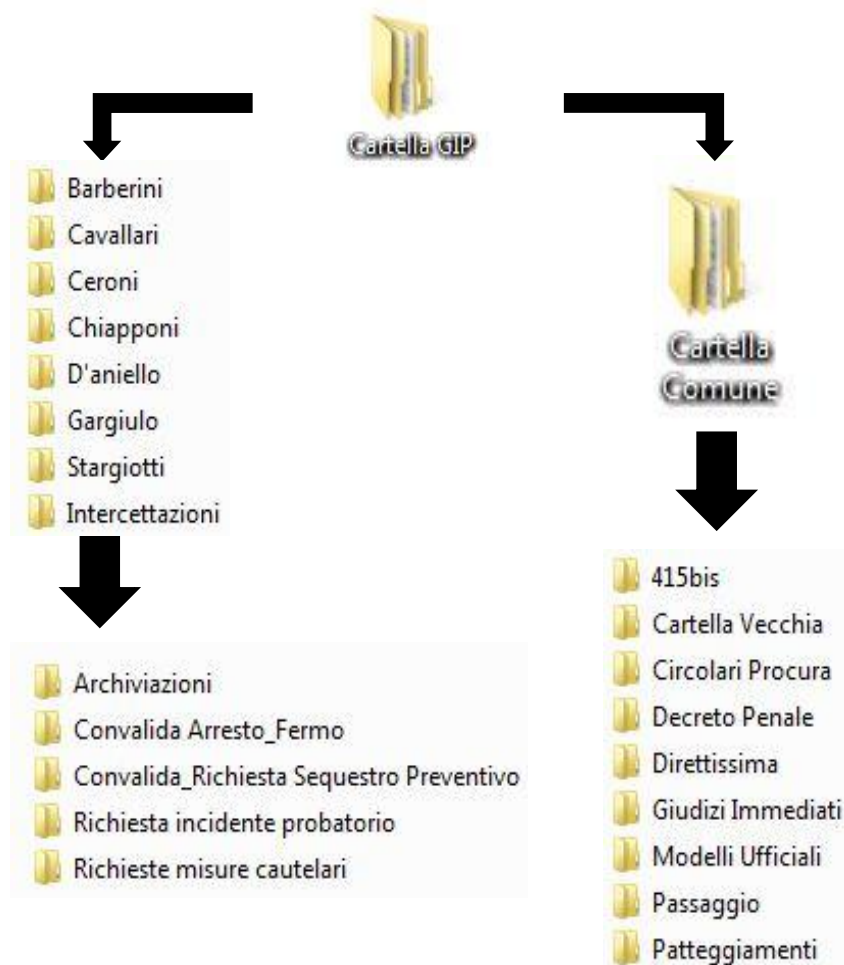 Cartella GIP
Barberini
Cavallari
Ceroni
Chiapponi
D'aniello
Gargiulo
Stargiotti
Intercettazioni
Archiviazioni
Convalida Arresto_Fermo
Convalida_Richiesta Sequestro Preventivo
Richiesta incidente probatorio
Richieste misure cautelari
Cartella
Comune
415bis
Cartella Vecchia
Circolari Procura
Decreto Penale
Direttissima
Giudizi Immediati
Modelli Ufficiali
Passaggio
Patteggiamenti